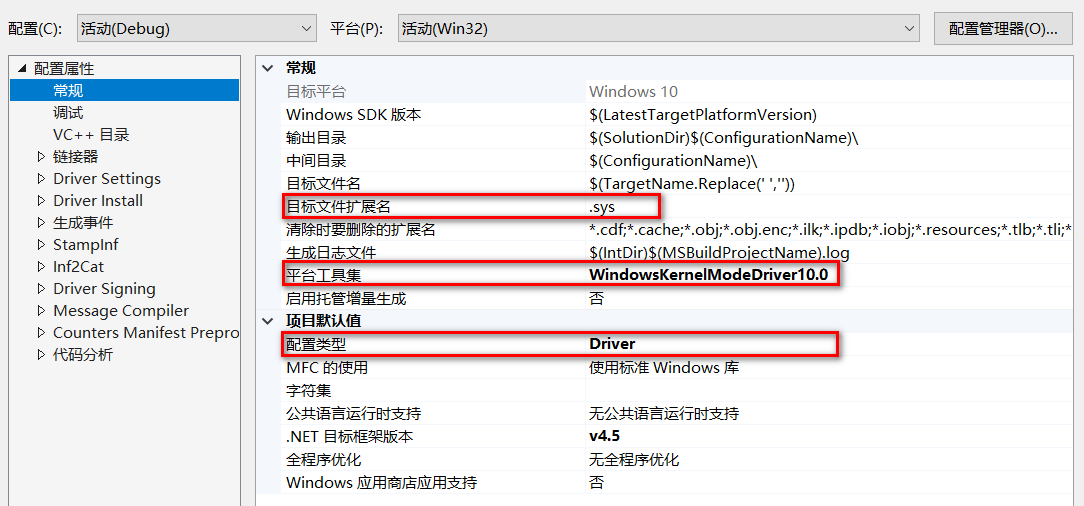 配置(C): 活动(Debug) 平台(P): 活动(Win32) 配置管理器(O)...
配置属性
常规
调试
VC++ 目录
链接器
Driver Settings
Driver Install
生成事件
StampInf
Inf2Cat
Driver Signing
Message Compiler
Counters Manifest Prepro
代码分析
常规
目标平台 Windows 10
Windows SDK 版本 $(LatestTargetPlatformVersion)
输出目录 $(SolutionDir)$(ConfigurationName)\
中间目录 $(ConfigurationName)\
目标文件名 $(TargetName.Replace(' ',''))
目标文件扩展名 .sys
清除时要删除的扩展名 *.cdf;*.cache;*.obj;*.obj.enc;*.ilk;*.ipdb;*.iobj;*.resources;*.tlb;*.tli;*
生成日志文件 $(IntDir)$(MSBuildProjectName).log
平台工具集 WindowsKernelModeDriver10.0
启用托管增量生成 否
项目默认值
配置类型 Driver
MFC 的使用 使用标准 Windows 库
字符集
公共语言运行时支持 无公共语言运行时支持
.NET 目标框架版本 v4.5
全程序优化 无全程序优化
Windows 应用商店应用支持 否